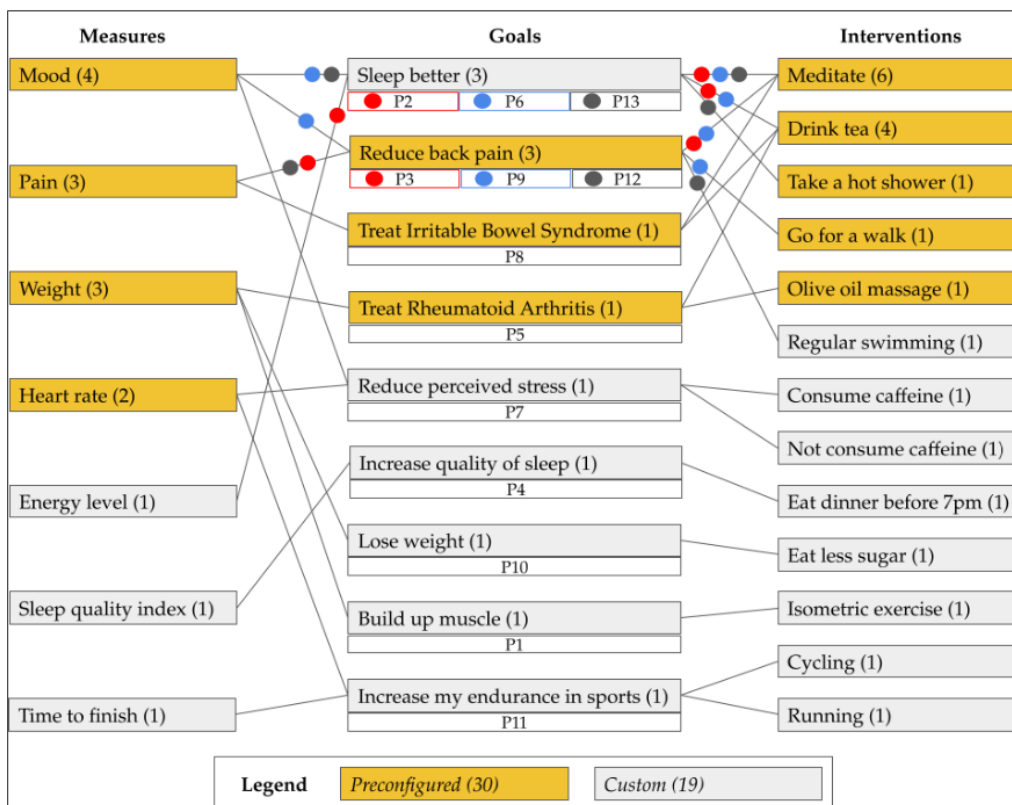 Measures
Goals
Interventions
Mood (4)
Pain (3)
Weight (3)
Heart rate (2)
Energy level (1)
Sleep quality index (1)
Time to finish (1)
Sleep better (3)
P2 P6 P13
Reduce back pain (3)
P3 P9 P12
Treat Irritable Bowel Syndrome (1)
P8
Treat Rheumatoid Arthritis (1)
P5
Reduce perceived stress (1)
P7
Increase quality of sleep (1)
P4
Lose weight (1)
P10
Build up muscle (1)
P1
Increase my endurance in sports (1)
P11
Meditate (6)
Drink tea (4)
Take a hot shower (1)
Go for a walk (1)
Olive oil massage (1)
Regular swimming (1)
Consume caffeine (1)
Not consume caffeine (1)
Eat dinner before 7pm (1)
Eat less sugar (1)
Isometric exercise (1)
Cycling (1)
Running (1)
Legend
Preconfigured (30)
Custom (19)